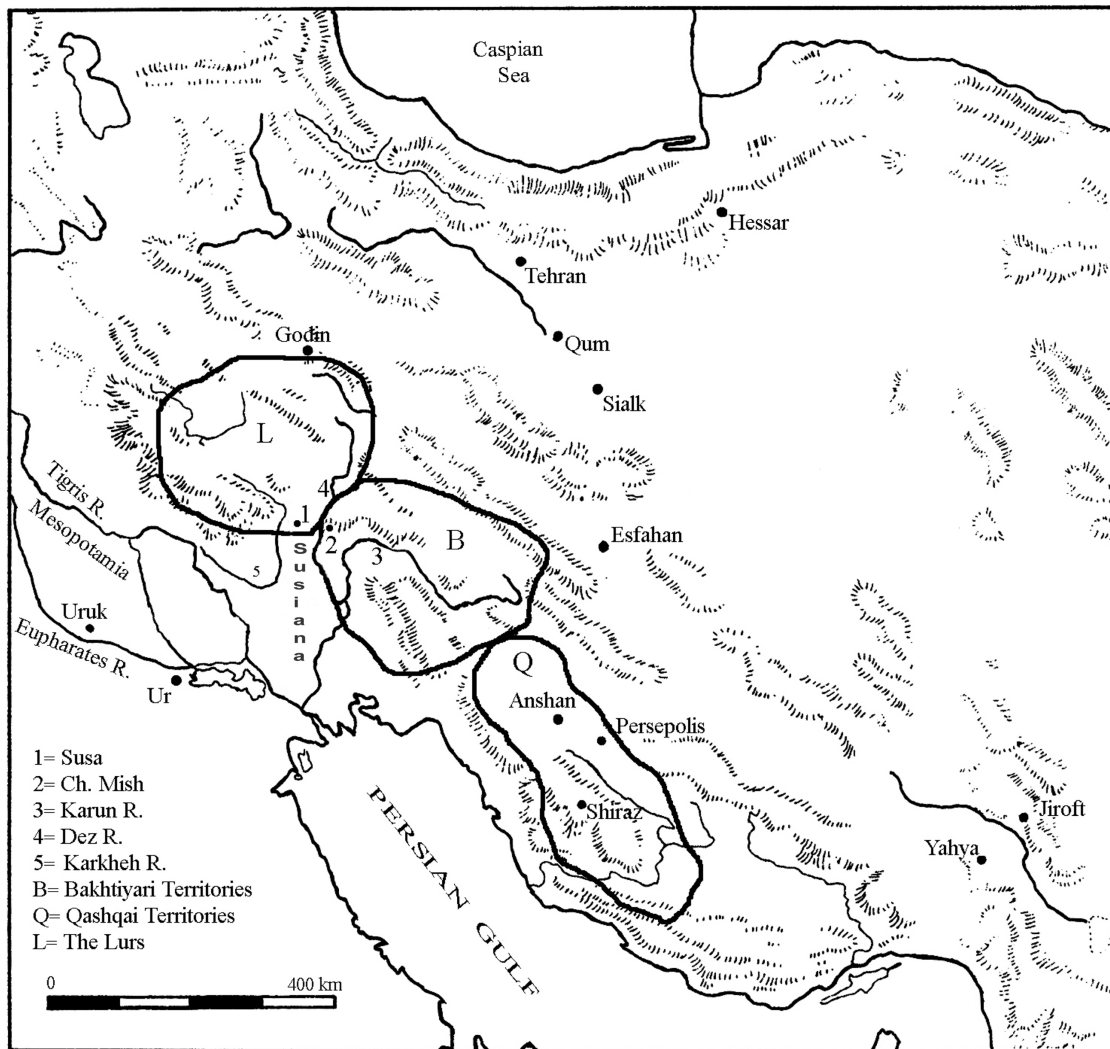 Caspian
Sea
Hessar
Tehran
Godin
Qum
Sialk
L
Tigris R.
4
1
Mesopotamia
2
3
B
Esfahan
5
Susiana
Uruk
Eupharates R.
Ur
Q
Anshan
Persepolis
Shiraz
Jiroft
Yahya
PERSIAN GULF
1= Susa
2= Ch. Mish
3= Karun R.
4= Dez R.
5= Karkheh R.
B= Bakhtiyari Territories
Q= Qashqai Territories
L= The Lurs
0 400 km